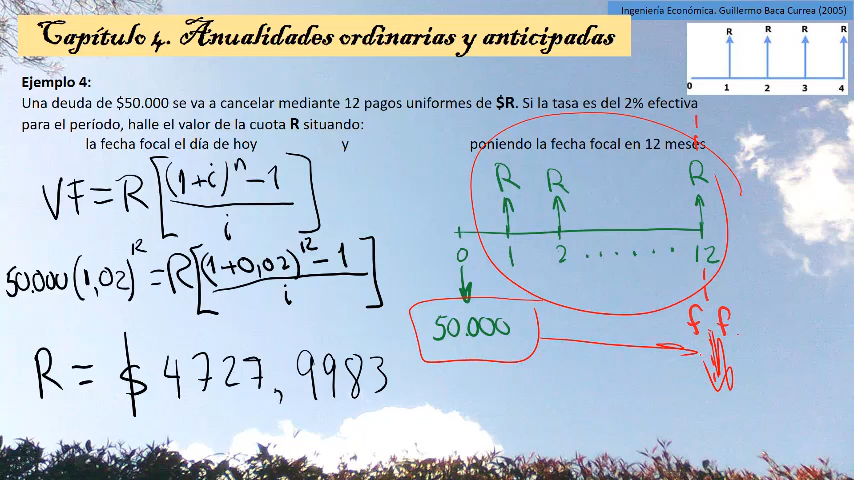 Ingeniería Económica. Guillermo Baca Currea (2005)
Capítulo 4. Anualidades ordinarias y anticipadas
R R R R
0 1 2 3 4
Ejemplo 4:
Una deuda de $50.000 se va a cancelar mediante 12 pagos uniformes de $R. Si la tasa es del 2% efectiva
para el período, halle el valor de la cuota R situando:
la fecha focal el día de hoy y poniendo la fecha focal en 12 meses
VF = R [(1+i)^n - 1 / i]
50.000 (1,02)^12 = R [(1+0,02)^12 - 1 / i]
R = $ 4727,9983
R R R
0 1 2 ....... 12
50.000
f f